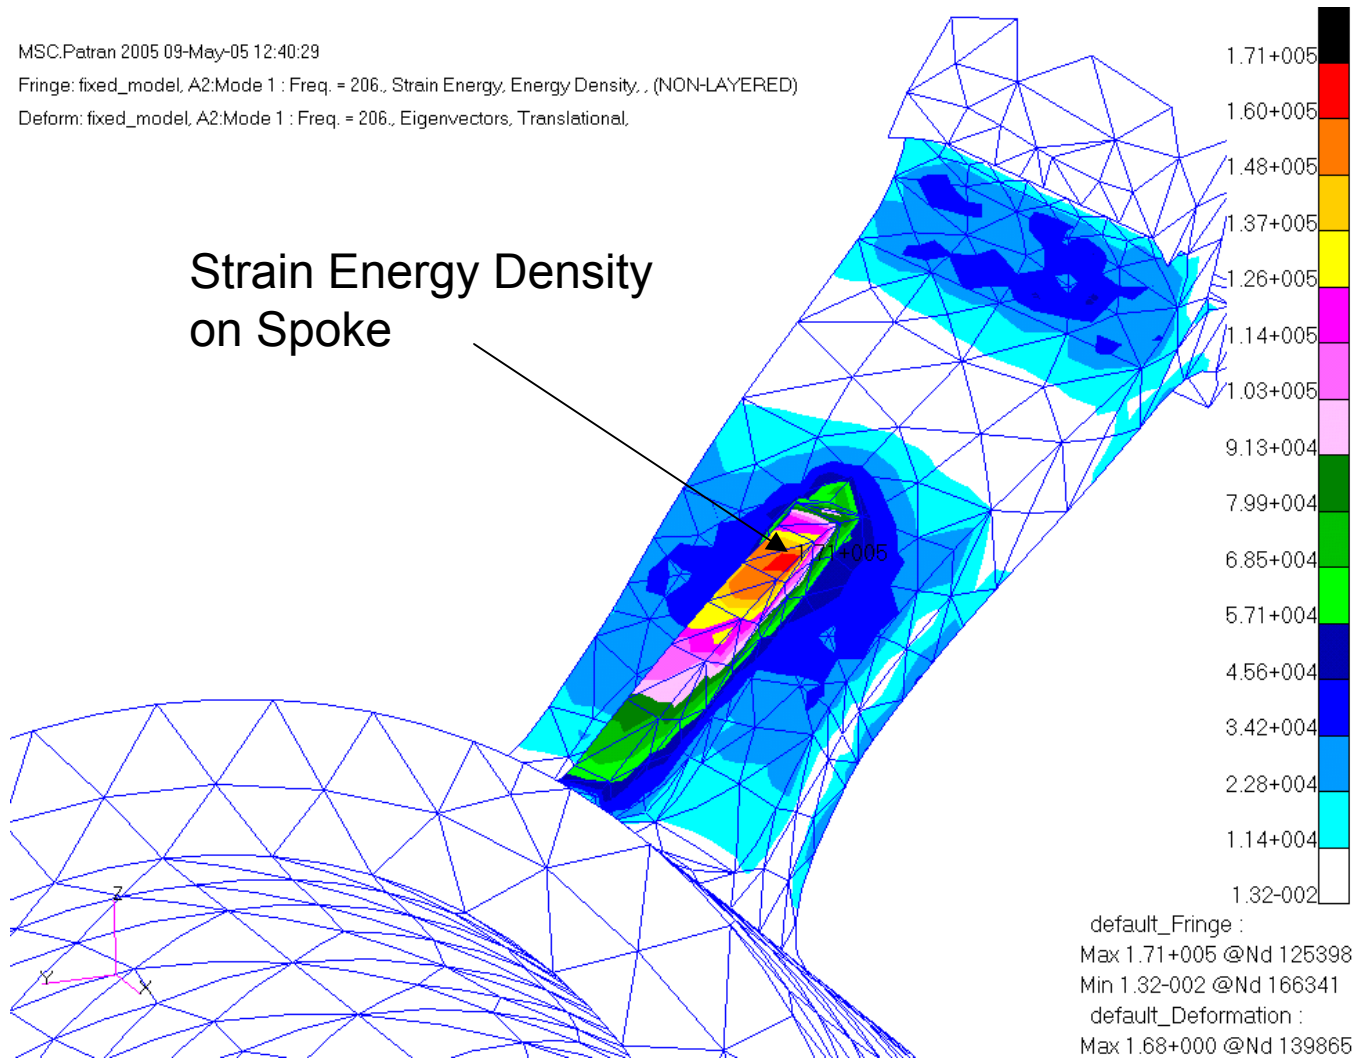 MSC.Patran 2005 09-May-05 12:40:29
Fringe: fixed_model, A2:Mode 1 : Freq. = 206., Strain Energy, Energy Density, , (NON-LAYERED)
Deform: fixed_model, A2:Mode 1 : Freq. = 206., Eigenvectors, Translational,
Strain Energy Density
on Spoke
1.71+005
1.71+005
1.60+005
1.48+005
1.37+005
1.26+005
1.14+005
1.03+005
9.13+004
7.99+004
6.85+004
5.71+004
4.56+004
3.42+004
2.28+004
1.14+004
1.32-002
Z
Y
X
default_Fringe :
Max 1.71+005 @Nd 125398
Min 1.32-002 @Nd 166341
default_Deformation :
Max 1.68+000 @Nd 139865